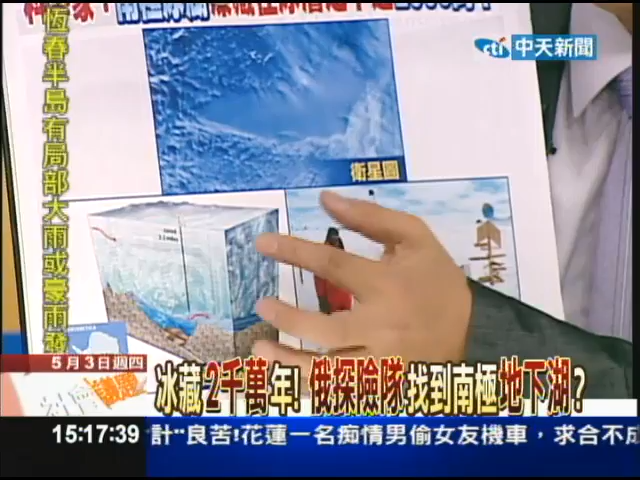 cti 中天新聞
恆春半島有局部大雨或豪雨發
衛星圖
ANTARCTICA
5月3日週四
冰藏2千萬年! 俄探險隊找到南極地下湖?
15:17:39
計"良苦!花蓮一名痴情男偷女友機車,求合不成